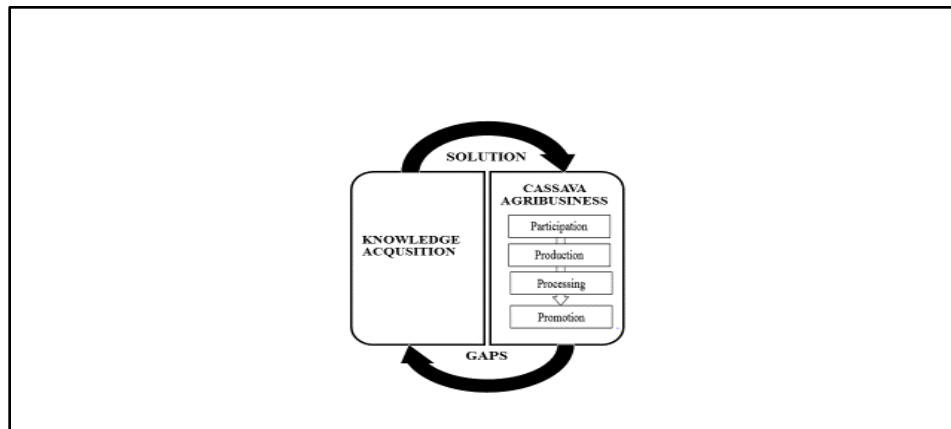 SOLUTION
CASSAVA
AGRIBUSINESS
Participation
KNOWLEDGE
ACQUSITION
Production
Processing
Promotion
GAPS